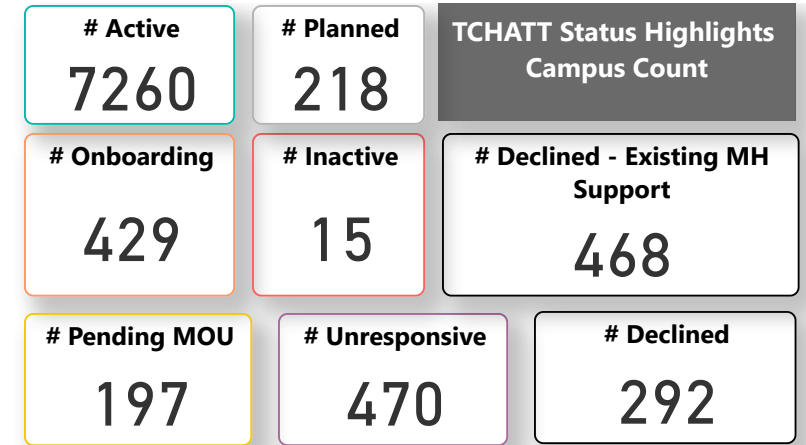 # Active
7260
# Planned
218
TCHATT Status Highlights
Campus Count
# Onboarding
429
# Inactive
15
# Declined - Existing MH
Support
468
# Pending MOU
197
# Unresponsive
470
# Declined
292